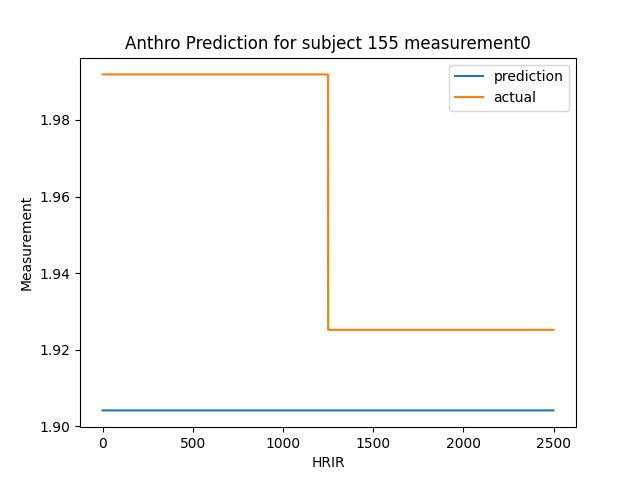 Anthro Prediction for subject 155 measurement0
prediction
actual
Measurement
1.98
1.96
1.94
1.92
1.90
0 500 1000 1500 2000 2500
HRIR